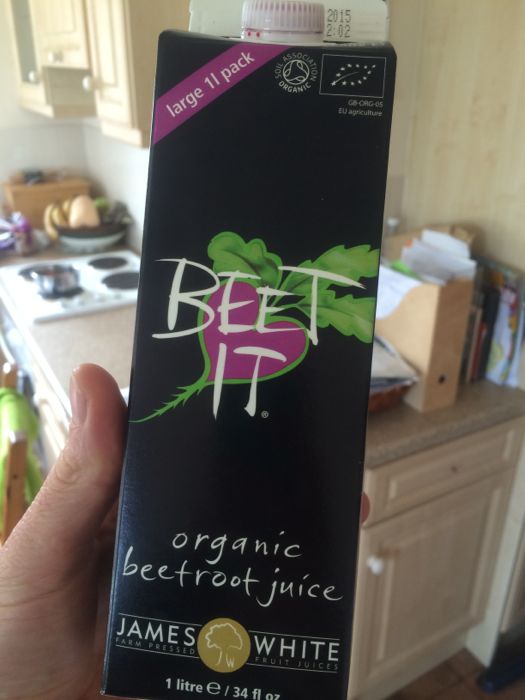 2015
2:02
large 1l pack
SOIL ASSOCIATION
ORGANIC
GB-ORG-05
EU agriculture
BEET
IT
®
organic
beetroot juice
JAMES WHITE
FARM PRESSED FRUIT JUICES
JW
1 litre ℮ / 34 fl oz